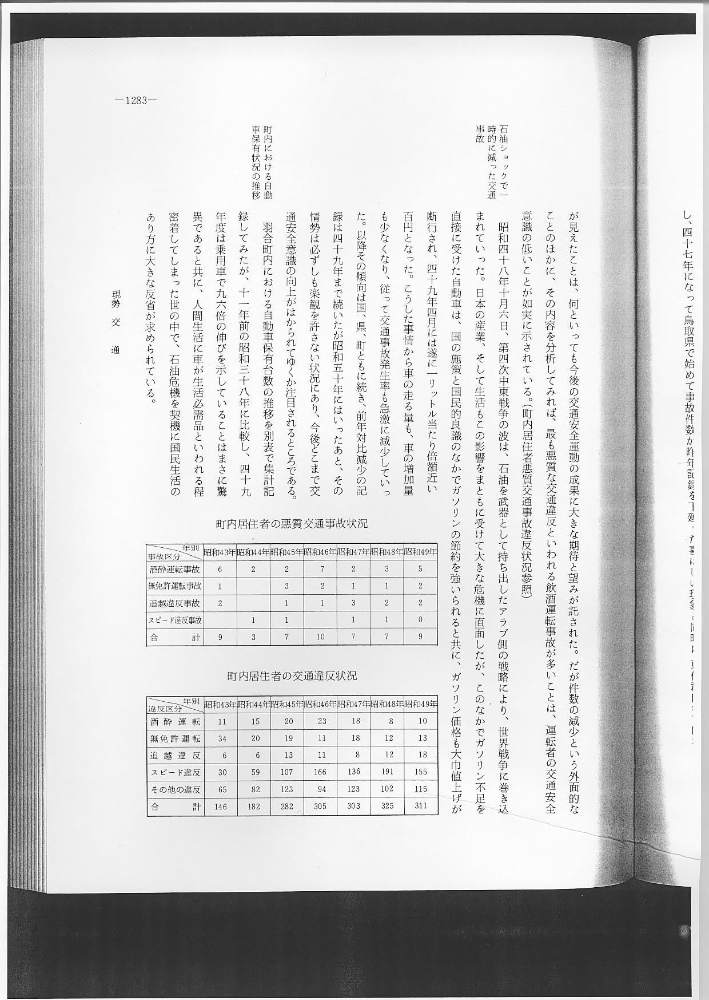 し、四十七年になって鳥取県で始めて事故件数が昨年記録を下廻った喜ばしい現象。同時に
が見えたことは、何といっても今後の交通安全運動の成果に大きな期待と望みが託された。だが件数の減少という外面的な
ことのほかに、その内容を分析してみれば、最も悪質な交通違反といわれる飲酒運転事故が多いことは、運転者の交通安全
意識の低いことが如実に示されている。(町内居住者悪質交通事故違反状況参照)
石油ショックで一
時的に減った交通
事故
昭和四十八年十月六日、第四次中東戦争の波は、石油を武器として持ち出したアラブ側の戦略により、世界戦争に巻き込
まれていった。日本の産業、そして生活もこの影響をまともに受けて大きな危機に直面したが、このなかでガソリン不足を
直接に受けた自動車は、国の施策と国民的良識のなかでガソリンの節約を強いられると共に、ガソリン価格も大巾値上げが
断行され、四十九年四月には遂に一リットル当たり倍額近い
百円となった。こうした事情から車の走る量も、車の増加量
も少なくなり、従って交通事故発生率も急激に減少していっ
た。以降その傾向は国、県、町ともに続き、前年対比減少の記
録は四十九年まで続いたが昭和五十年にはいったあと、その
情勢は必ずしも楽観を許さない状況にあり、今後どこまで交
通安全意識の向上がはかられてゆくか注目されるところである。
町内における自動
車保有状況の推移
羽合町内における自動車保有台数の推移を別表で集計記
録してみたが、十一年前の昭和三十八年に比較し、四十九
年度は乗用車で九六倍の伸びを示していることはまさに驚
異であると共に、人間生活に車が生活必需品といわれる程
密着してしまった世の中で、石油危機を契機に国民生活の
あり方に大きな反省が求められている。
町内居住者の悪質交通事故状況
年別 事故区分 昭和43年 昭和44年 昭和45年 昭和46年 昭和47年 昭和48年 昭和49年
酒酔運転事故 6 2 2 7 2 3 5
無免許運転事故 1 3 2 1 1 2
追越違反事故 2 1 1 3 2 2
スピード違反事故 1 1 1 1 0
合計 9 3 7 10 7 7 9
町内居住者の交通違反状況
年別 違反区分 昭和43年 昭和44年 昭和45年 昭和46年 昭和47年 昭和48年 昭和49年
酒酔運転 11 15 20 23 18 8 10
無免許運転 34 20 19 11 18 12 13
追越違反 6 6 13 11 8 12 18
スピード違反 30 59 107 166 136 191 155
その他の違反 65 82 123 94 123 102 115
合計 146 182 282 305 303 325 311
現勢 交通
—1283—